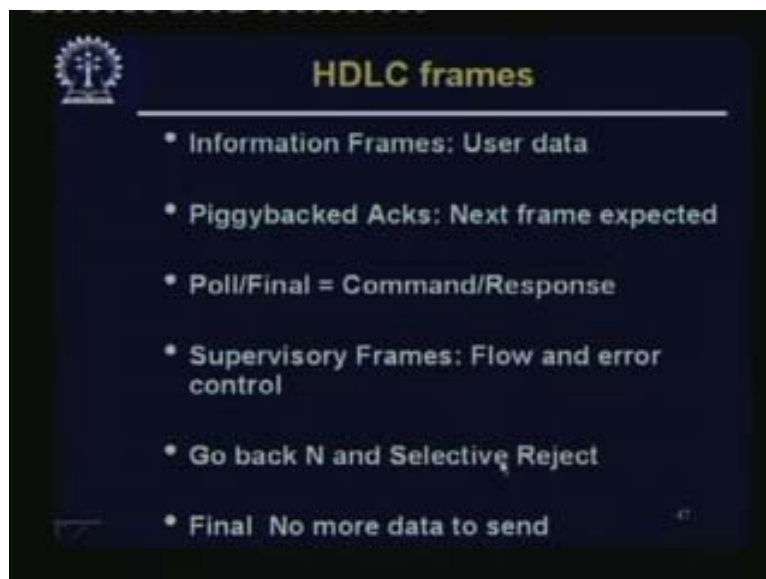 HDLC frames
• Information Frames: User data
• Piggybacked Acks: Next frame expected
• Poll/Final = Command/Response
• Supervisory Frames: Flow and error
control
• Go back N and Selective Reject
• Final No more data to send
47